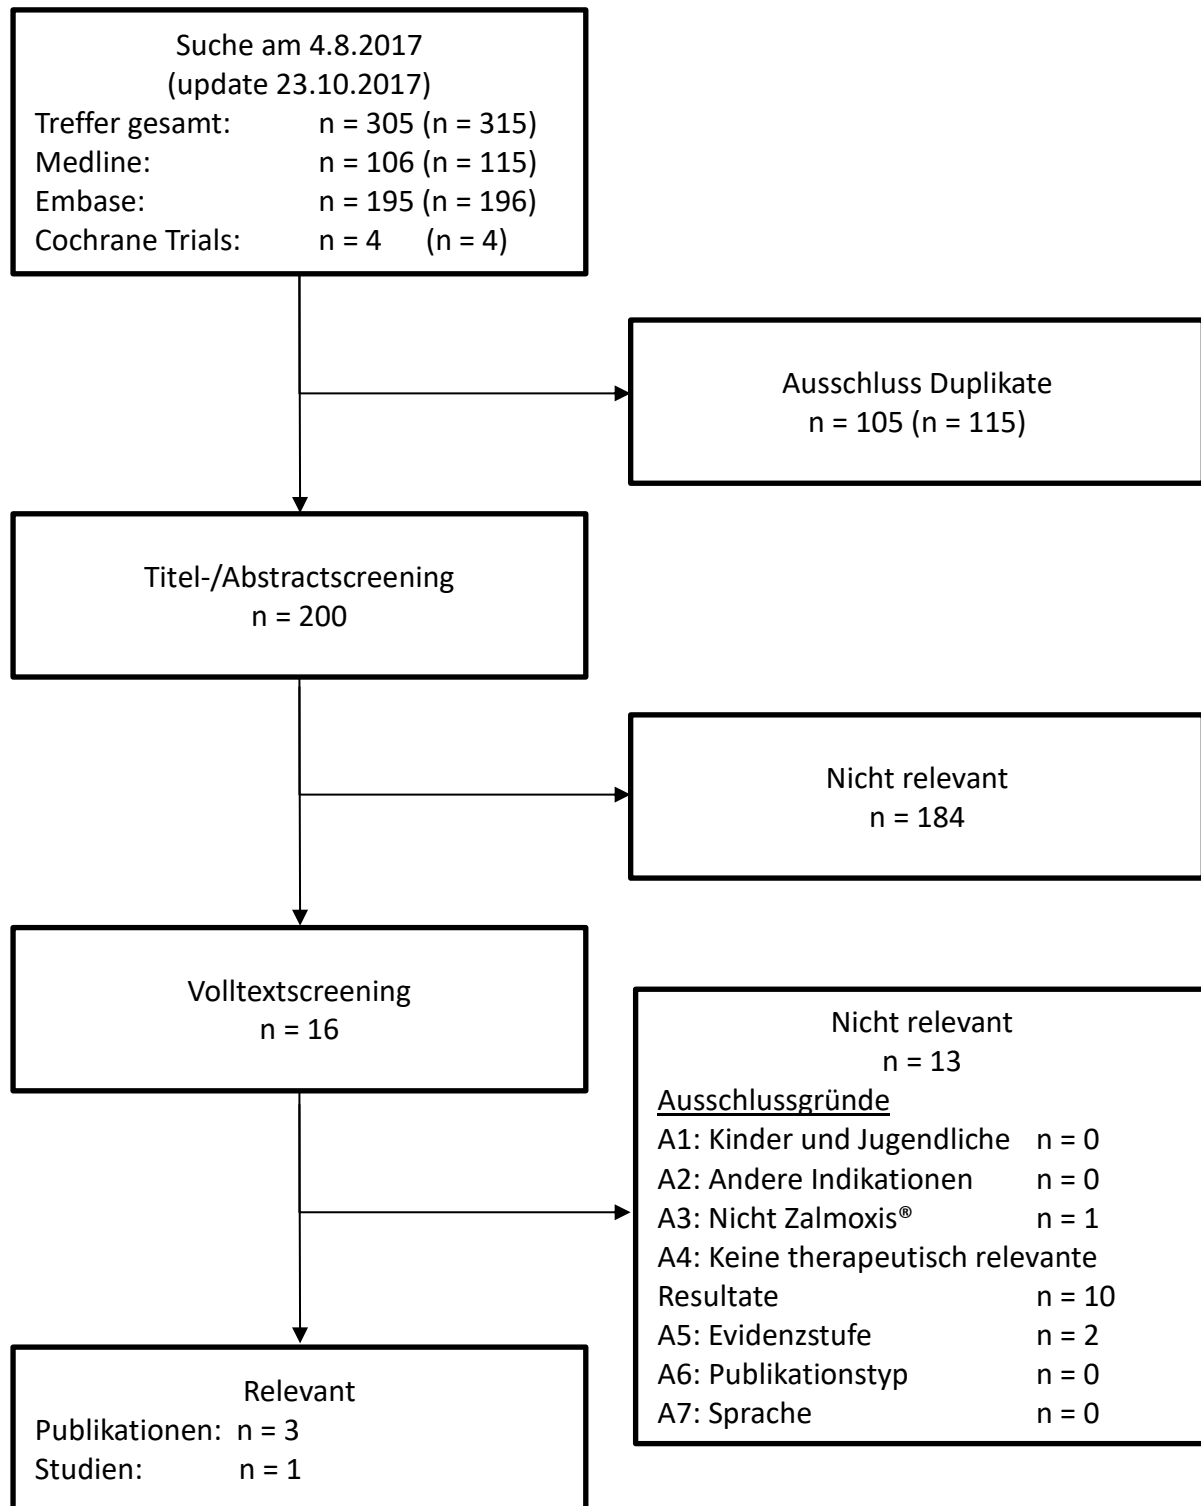 Suche am 4.8.2017
(update 23.10.2017)
Treffer gesamt: n = 305 (n = 315)
Medline: n = 106 (n = 115)
Embase: n = 195 (n = 196)
Cochrane Trials: n = 4 (n = 4)
Ausschluss Duplikate
n = 105 (n = 115)
Titel-/Abstractscreening
n = 200
Nicht relevant
n = 184
Volltextscreening
n = 16
Nicht relevant
n = 13
Ausschlussgründe
A1: Kinder und Jugendliche n = 0
A2: Andere Indikationen n = 0
A3: Nicht Zalmoxis® n = 1
A4: Keine therapeutisch relevante
Resultate n = 10
A5: Evidenzstufe n = 2
A6: Publikationstyp n = 0
A7: Sprache n = 0
Relevant
Publikationen: n = 3
Studien: n = 1